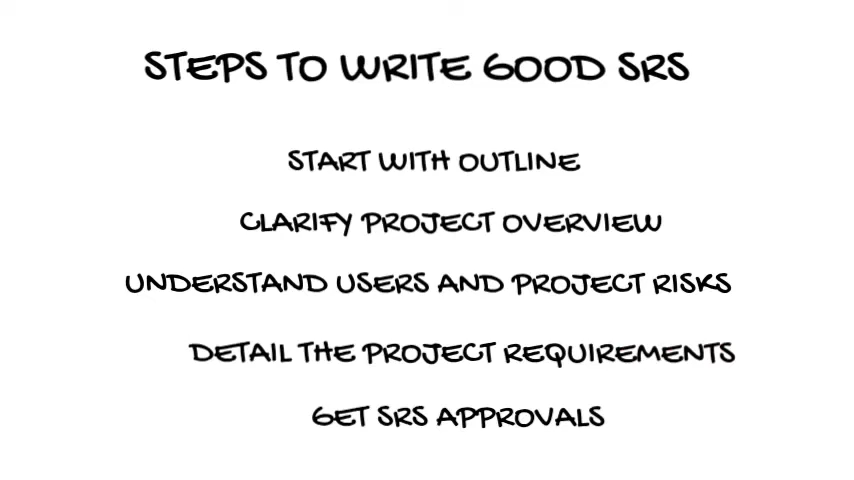 STEPS TO WRITE GOOD SRS
START WITH OUTLINE
CLARIFY PROJECT OVERVIEW
UNDERSTAND USERS AND PROJECT RISKS
DETAIL THE PROJECT REQUIREMENTS
GET SRS APPROVALS